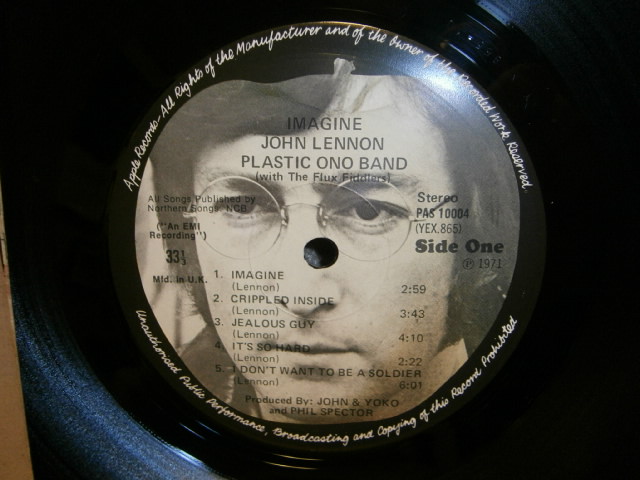 Apple Records-All Rights of the Manufacturer and of the Owner of the Recorded Work Reserved.
IMAGINE
JOHN LENNON
PLASTIC ONO BAND
(with The Flux Fiddlers)
All Songs Published by
Northern Songs, NCB
("An EMI
Recording")
33⅓
Mfd. in U.K.
Stereo
PAS 10004
(YEX.865)
Side One
℗ 1971
1. IMAGINE
(Lennon) 2:59
2. CRIPPLED INSIDE
(Lennon) 3:43
3. JEALOUS GUY
(Lennon) 4:10
4. IT'S SO HARD
(Lennon) 2:22
5. I DON'T WANT TO BE A SOLDIER
(Lennon) 6:01
Produced By: JOHN & YOKO
and PHIL SPECTOR
Unauthorised Public Performance, Broadcasting and Copying of this Record Prohibited